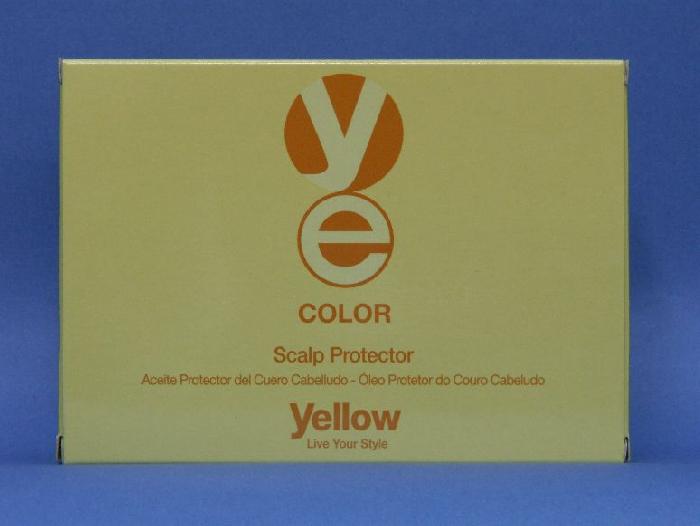 y
e
COLOR
Scalp Protector
Aceite Protector del Cuero Cabelludo - Óleo Protetor do Couro Cabeludo
Yellow
Live Your Style